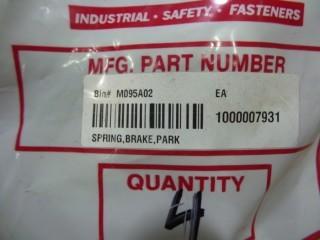 INDUSTRIAL · SAFETY · FASTENERS
MFG. PART NUMBER
Bin# M095A02 EA
1000007931
SPRING,BRAKE,PARK
QUANTITY
4